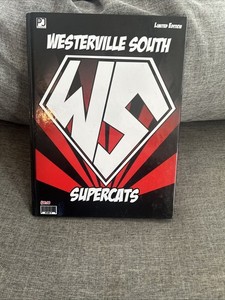 Limited Edition
WESTERVILLE SOUTH
WS
SUPERCATS